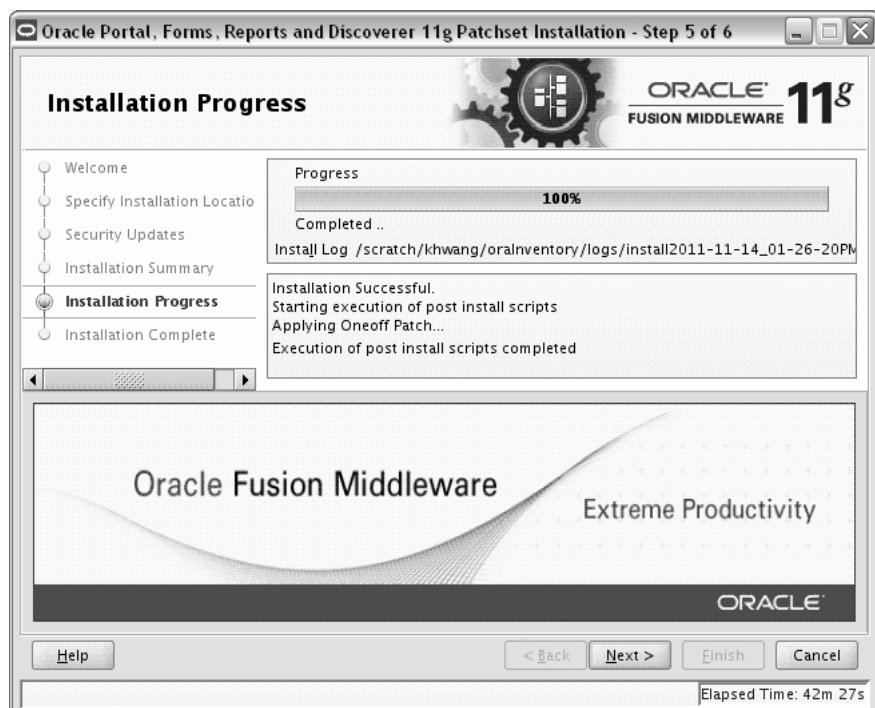 Oracle Portal, Forms, Reports and Discoverer 11g Patchset Installation - Step 5 of 6
Installation Progress
ORACLE
FUSION MIDDLEWARE
11g
Welcome
Specify Installation Locatio
Security Updates
Installation Summary
Installation Progress
Installation Complete
Progress
100%
Completed ..
Install Log /scratch/khwang/oraInventory/logs/install2011-11-14_01-26-20PM
Installation Successful.
Starting execution of post install scripts
Applying Oneoff Patch...
Execution of post install scripts completed
Oracle Fusion Middleware
Extreme Productivity
ORACLE
Help
< Back
Next >
Finish
Cancel
Elapsed Time: 42m 27s